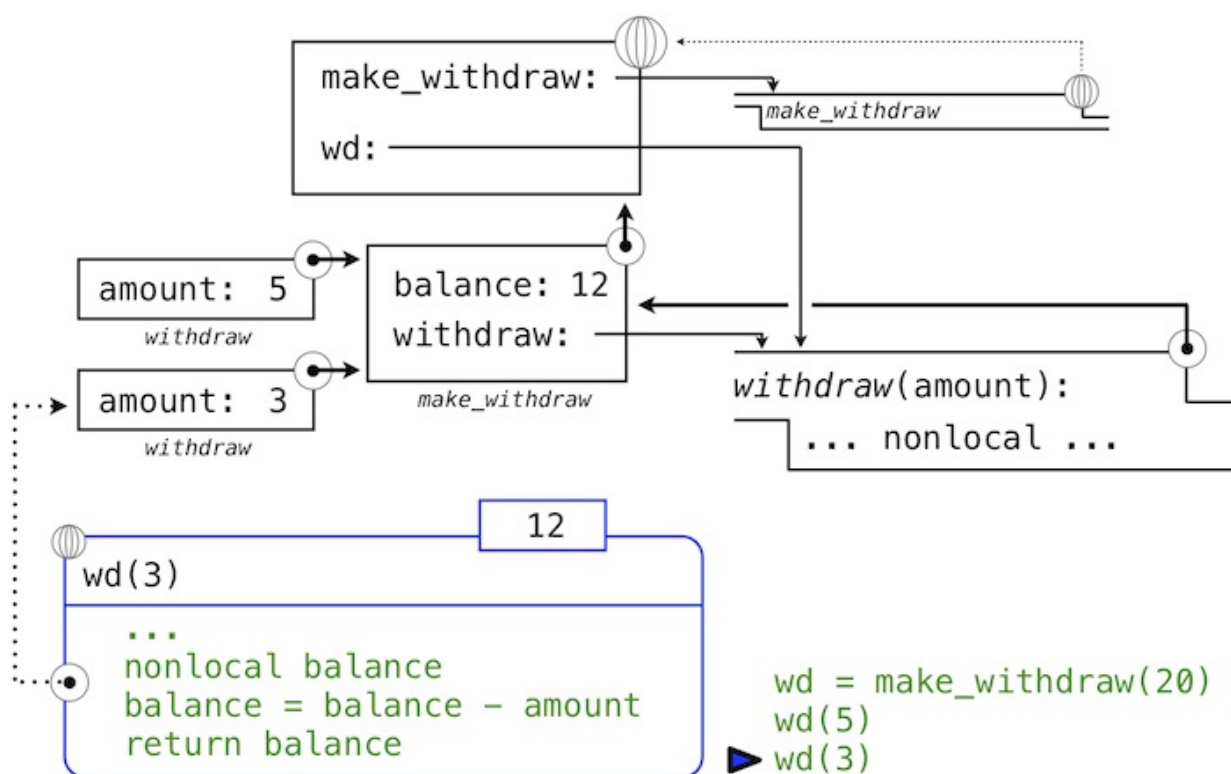 make_withdraw:
make_withdraw
wd:
amount: 5
withdraw
balance: 12
withdraw:
make_withdraw
amount: 3
withdraw
withdraw(amount):
... nonlocal ...
12
wd(3)
...
nonlocal balance
balance = balance – amount
return balance
wd = make_withdraw(20)
wd(5)
wd(3)